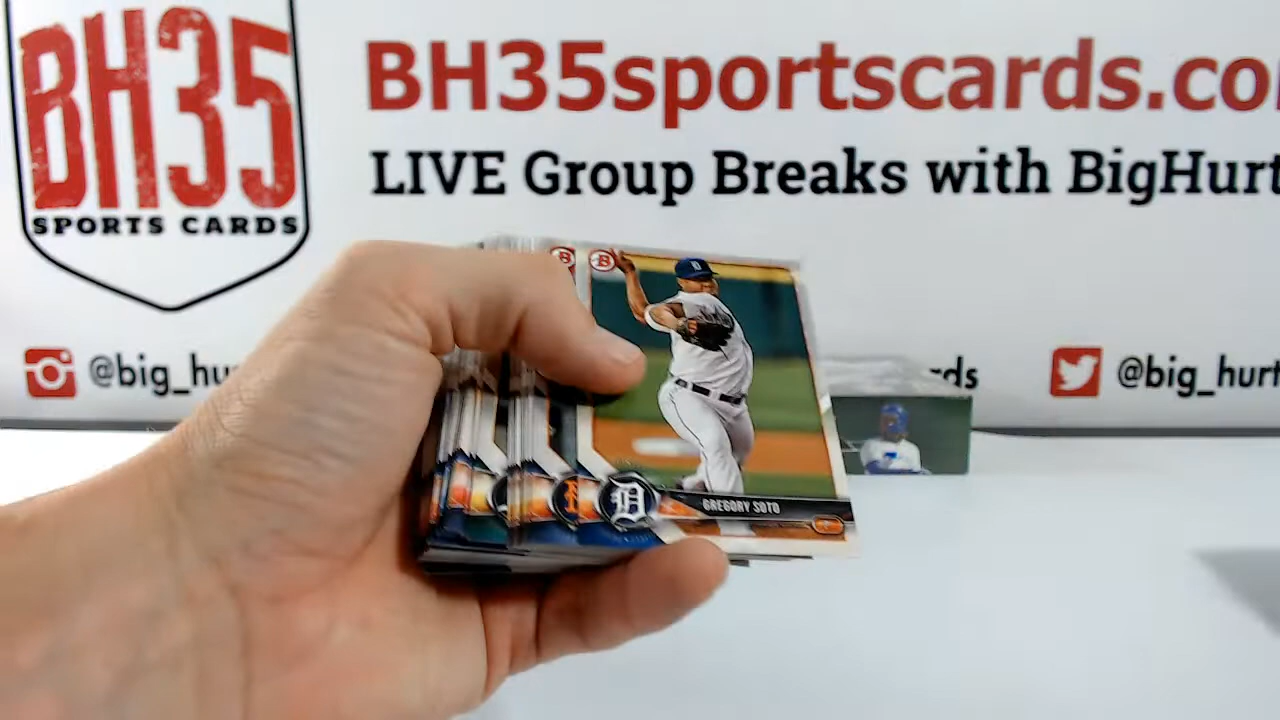 BH35
SPORTS CARDS
BH35sportscards.co
LIVE Group Breaks with BigHurt
@big_hu
ds
@big_hurt
B
B
D
GREGORY SOTO